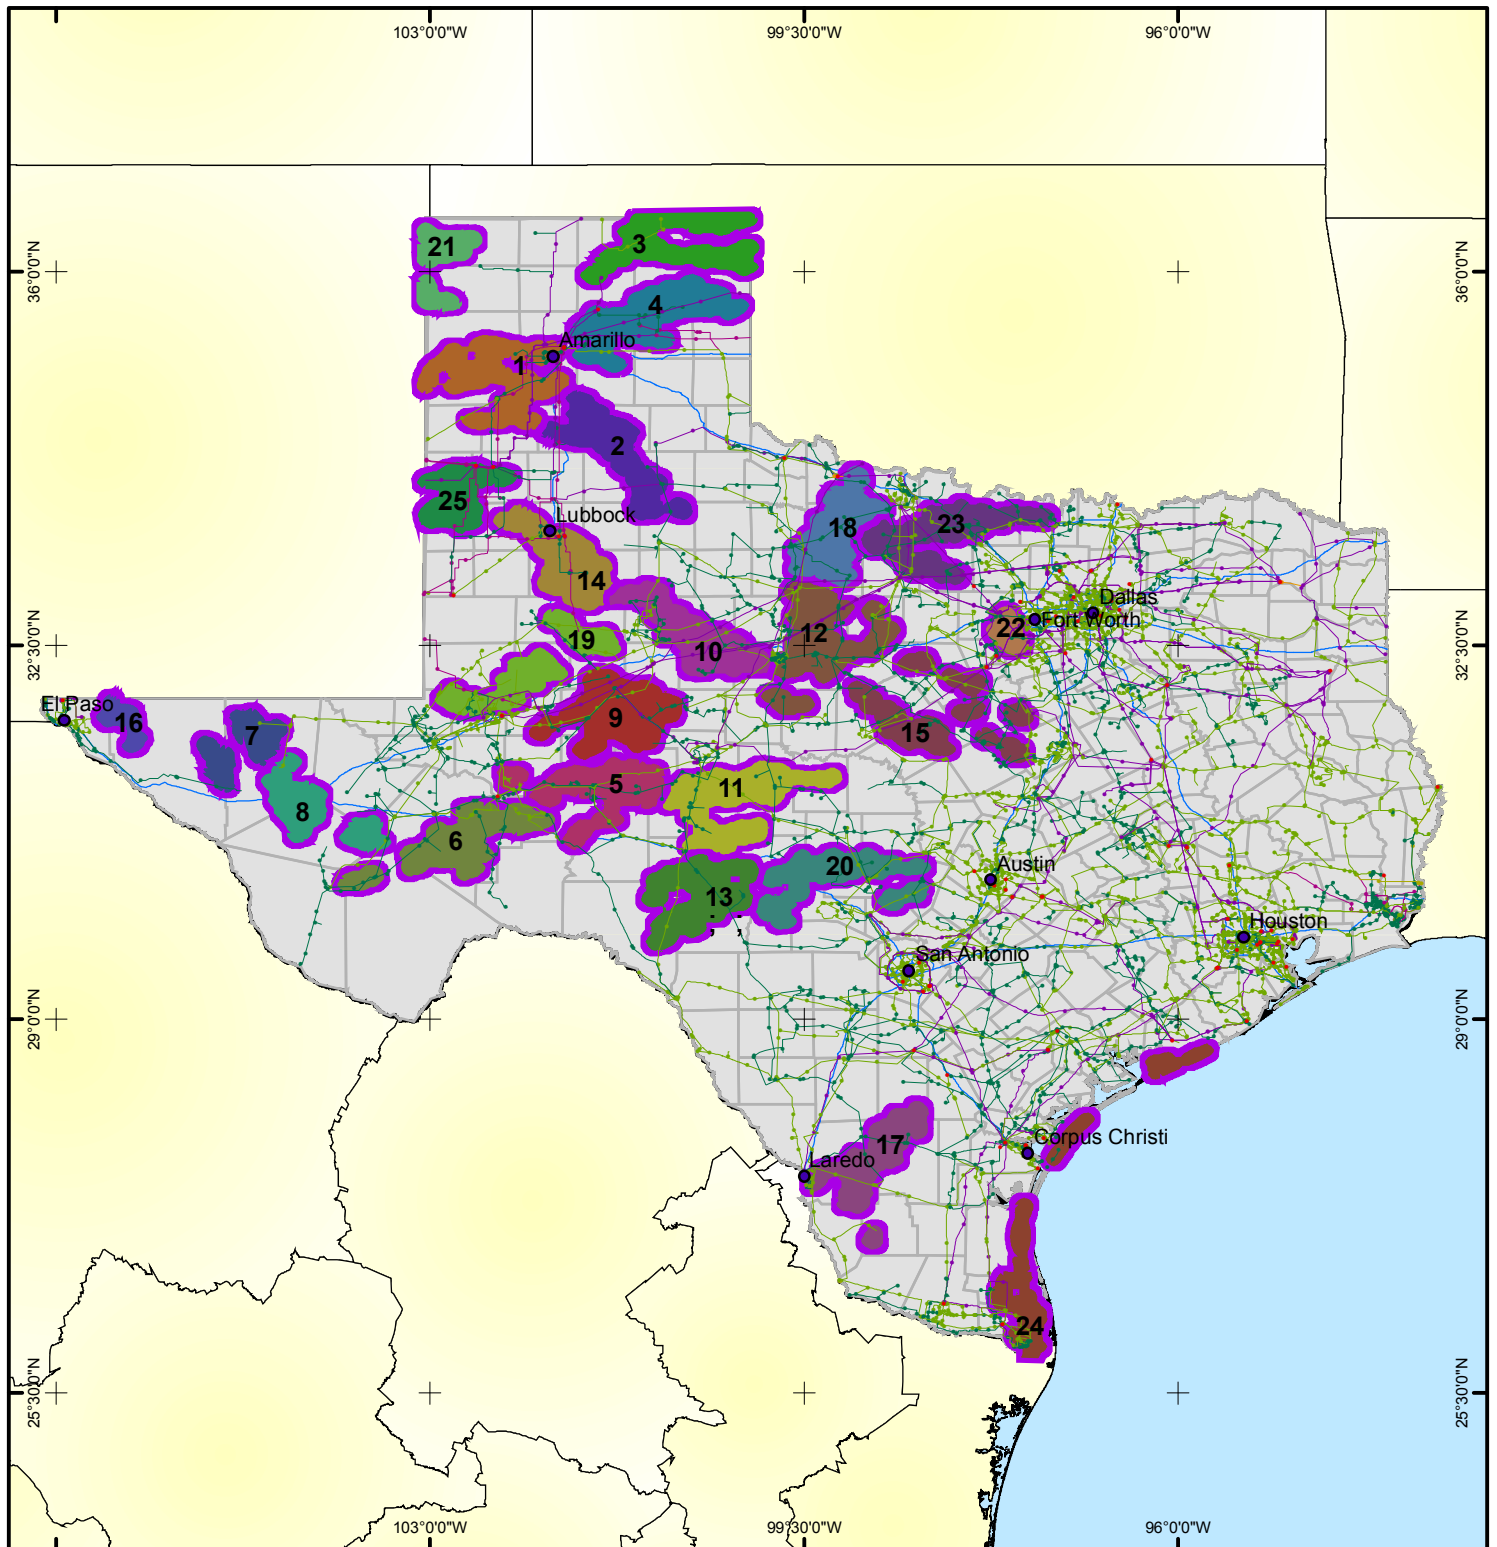 103°0'0"W
99°30'0"W
96°0'0"W
21
3
36°0'0"N
36°0'0"N
4
Amarillo
1
2
25
Lubbock
18
23
14
Dallas
Fort Worth
22
12
19
32°30'0"N
32°30'0"N
10
El Paso
16
9
7
15
5
11
8
6
20
Austin
13
Houston
San Antonio
29°0'0"N
29°0'0"N
Corpus Christi
17
Laredo
24
25°30'0"N
25°30'0"N
103°0'0"W
99°30'0"W
96°0'0"W